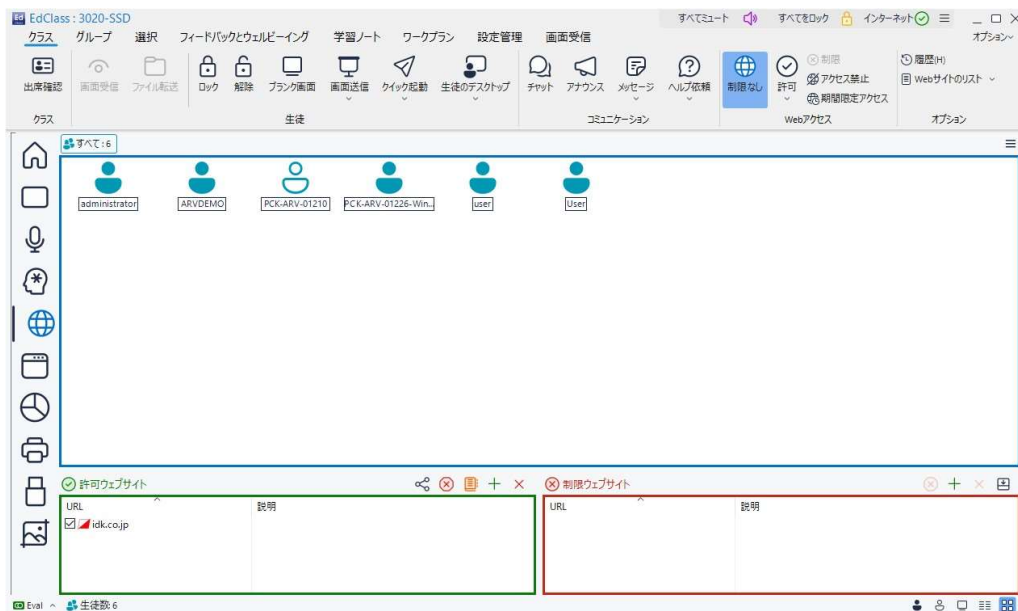 EdClass : 3020-SSD
すべてミュート
すべてをロック
インターネット
クラス グループ 選択 フィードバックとウェルビーイング 学習ノート ワークプラン 設定管理 画面受信
オプション
出席確認
画面受信
ファイル転送
ロック
解除
ブランク画面
画面送信
クイック起動
生徒のデスクトップ
チャット
アナウンス
メッセージ
ヘルプ依頼
制限なし
許可
制限
アクセス禁止
期間限定アクセス
履歴(H)
Webサイトのリスト
クラス
生徒
コミュニケーション
Webアクセス
オプション
すべて : 6
administrator
ARVDEMO
PCK-ARV-01210
PCK-ARV-01226-Win...
user
User
許可ウェブサイト
URL 説明
idk.co.jp
制限ウェブサイト
URL 説明
Eval
生徒数: 6